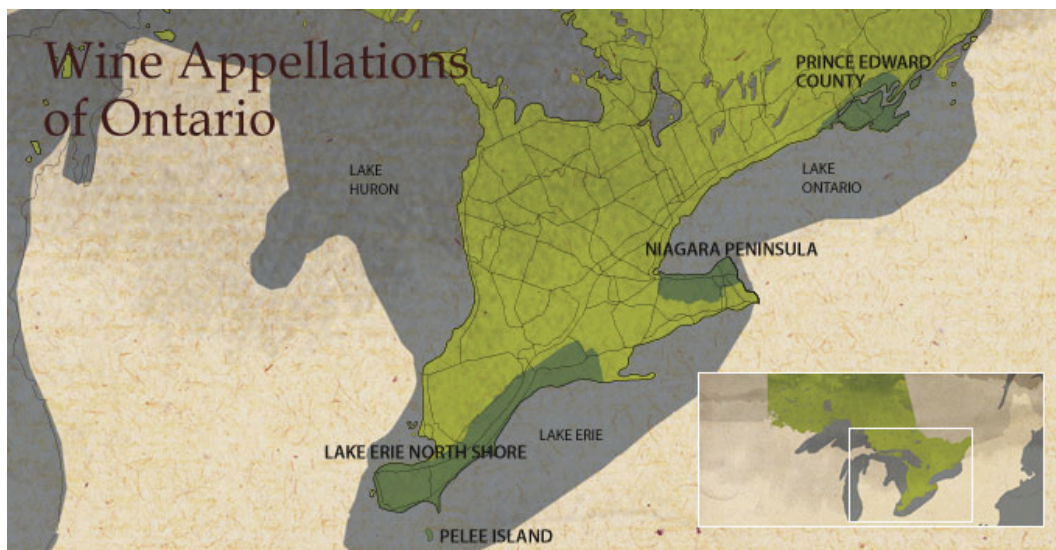 Wine Appellations
of Ontario
PRINCE EDWARD
COUNTY
LAKE
HURON
LAKE
ONTARIO
NIAGARA PENINSULA
LAKE ERIE
LAKE ERIE NORTH SHORE
PELEE ISLAND